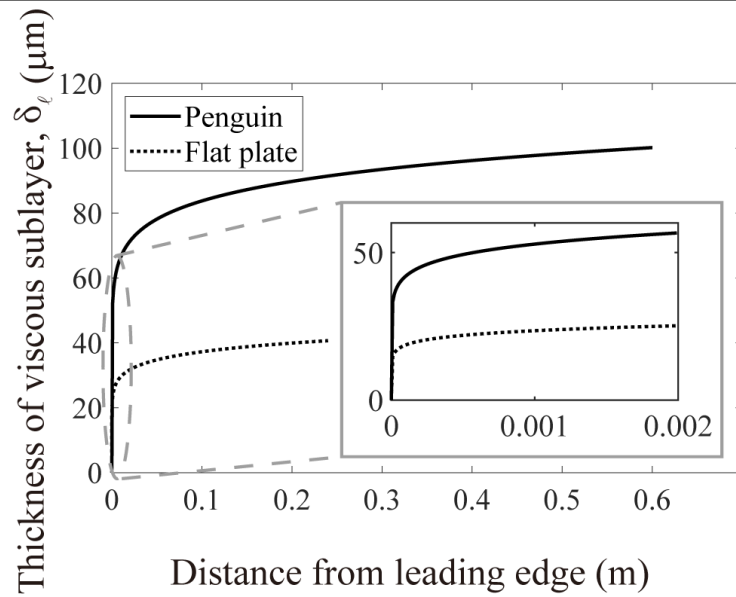 Thickness of viscous sublayer, δℓ (μm)
120
100
80
60
40
20
0
Penguin
Flat plate
50
0
0 0.001 0.002
0 0.1 0.2 0.3 0.4 0.5 0.6
Distance from leading edge (m)